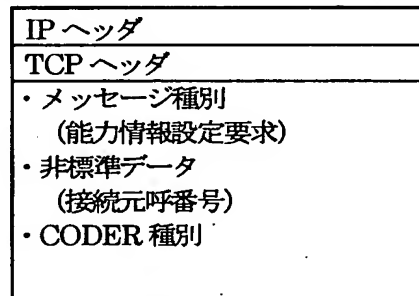 IP ヘッダ
TCP ヘッダ
・メッセージ種別
(能力情報設定要求)
・非標準データ
(接続元呼番号)
・CODER 種別